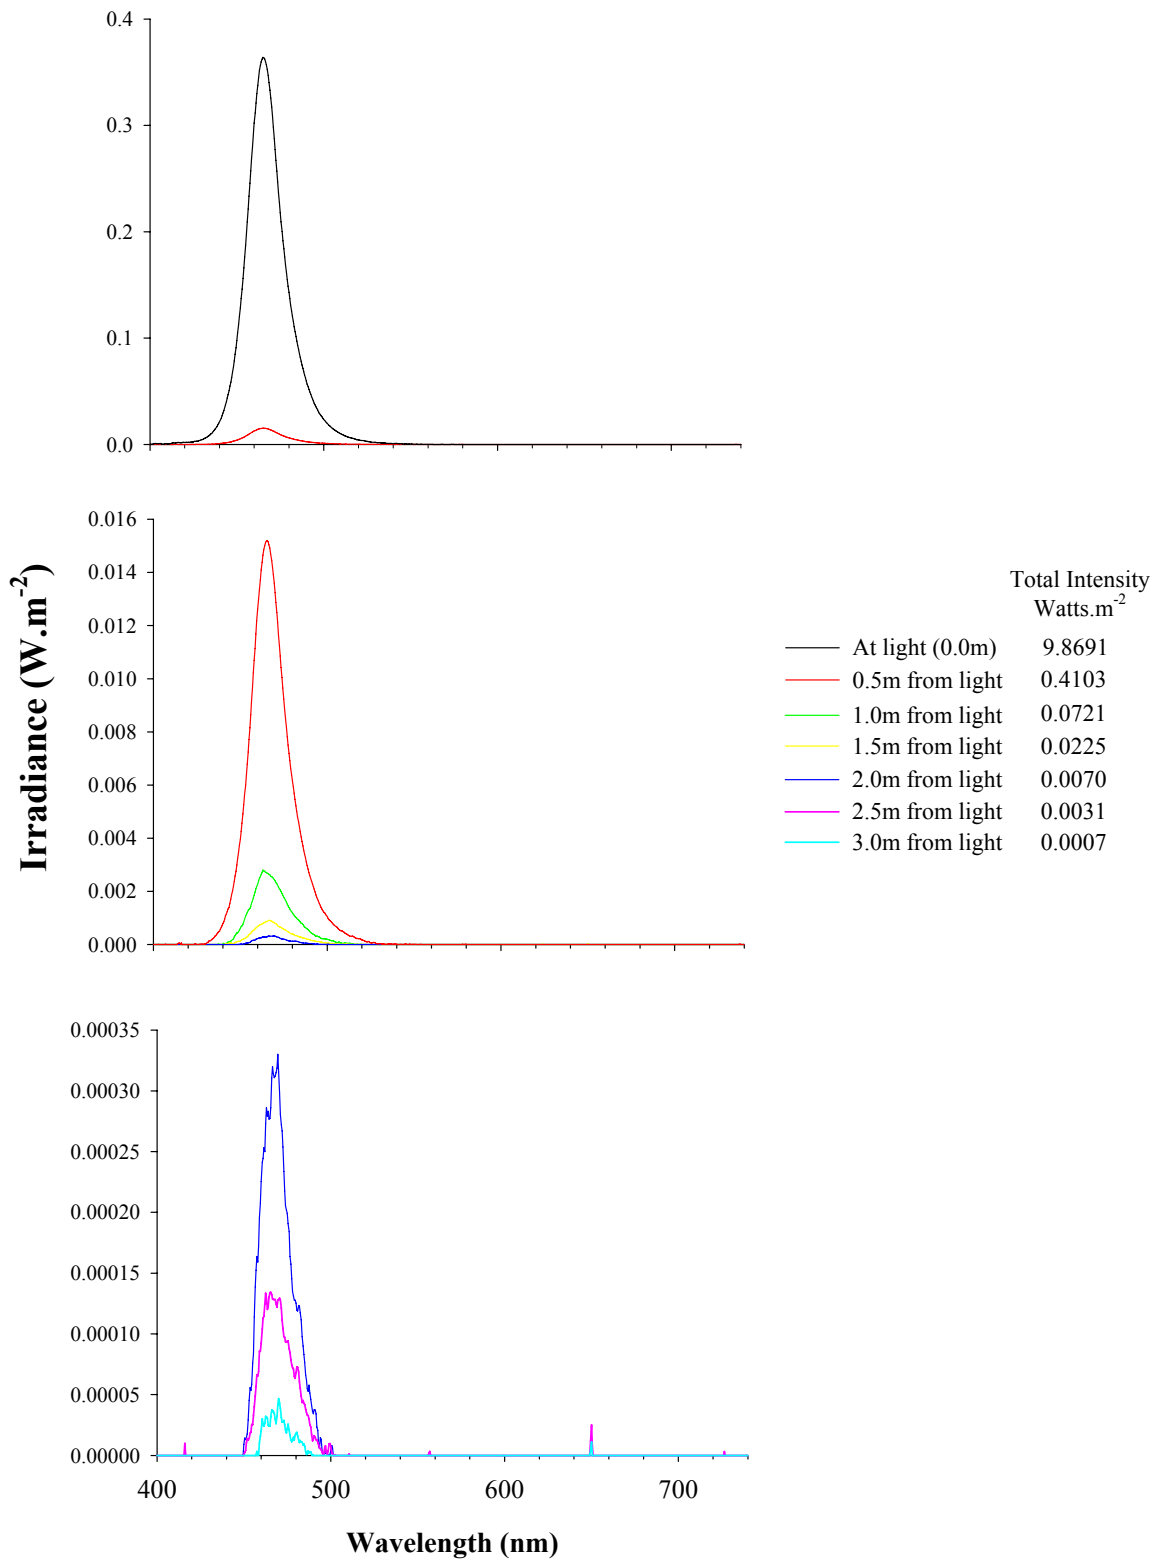 0.4
0.3
0.2
0.1
0.0
0.016
0.014
0.012
0.010
0.008
0.006
0.004
0.002
0.000
Irradiance (W.m-2)
Total Intensity
Watts.m-2
At light (0.0m) 9.8691
0.5m from light 0.4103
1.0m from light 0.0721
1.5m from light 0.0225
2.0m from light 0.0070
2.5m from light 0.0031
3.0m from light 0.0007
0.00035
0.00030
0.00025
0.00020
0.00015
0.00010
0.00005
0.00000
400 500 600 700
Wavelength (nm)